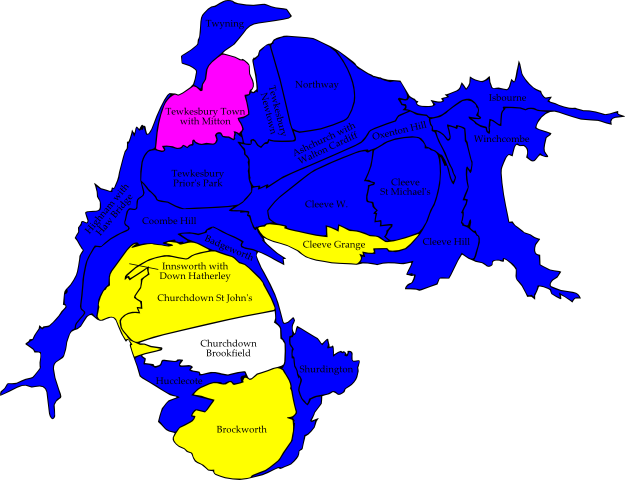 Twyning
Northway
Tewkesbury
Newtown
Tewkesbury Town
with Mitton
Isbourne
Ashchurch with
Walton Cardiff
Oxenton Hill
Winchcombe
Tewkesbury
Prior's Park
Cleeve
St Michael's
Highnam with
Haw Bridge
Cleeve W.
Coombe Hill
Badgeworth
Cleeve Grange
Cleeve Hill
Innsworth with
Down Hatherley
Churchdown St John's
Churchdown
Brookfield
Shurdington
Hucclecote
Brockworth